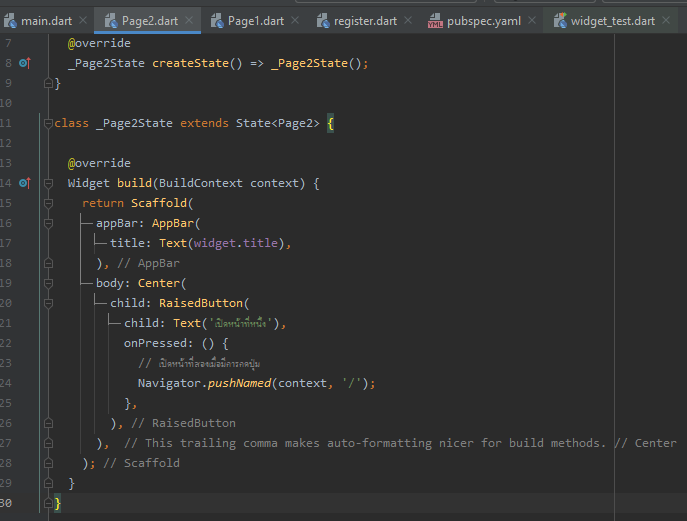 main.dart Page2.dart Page1.dart register.dart pubspec.yaml widget_test.dart
7 @override
8 _Page2State createState() => _Page2State();
9 }
10
11 class _Page2State extends State<Page2> {
12
13 @override
14 Widget build(BuildContext context) {
15 return Scaffold(
16 appBar: AppBar(
17 title: Text(widget.title),
18 ), // AppBar
19 body: Center(
20 child: RaisedButton(
21 child: Text('เปิดหน้าที่หนึ่ง'),
22 onPressed: () {
23 // เปิดหน้าที่สองเมื่อมีการกดปุ่ม
24 Navigator.pushNamed(context, '/');
25 },
26 ), // RaisedButton
27 ), // This trailing comma makes auto-formatting nicer for build methods. // Center
28 ); // Scaffold
29 }
30 }